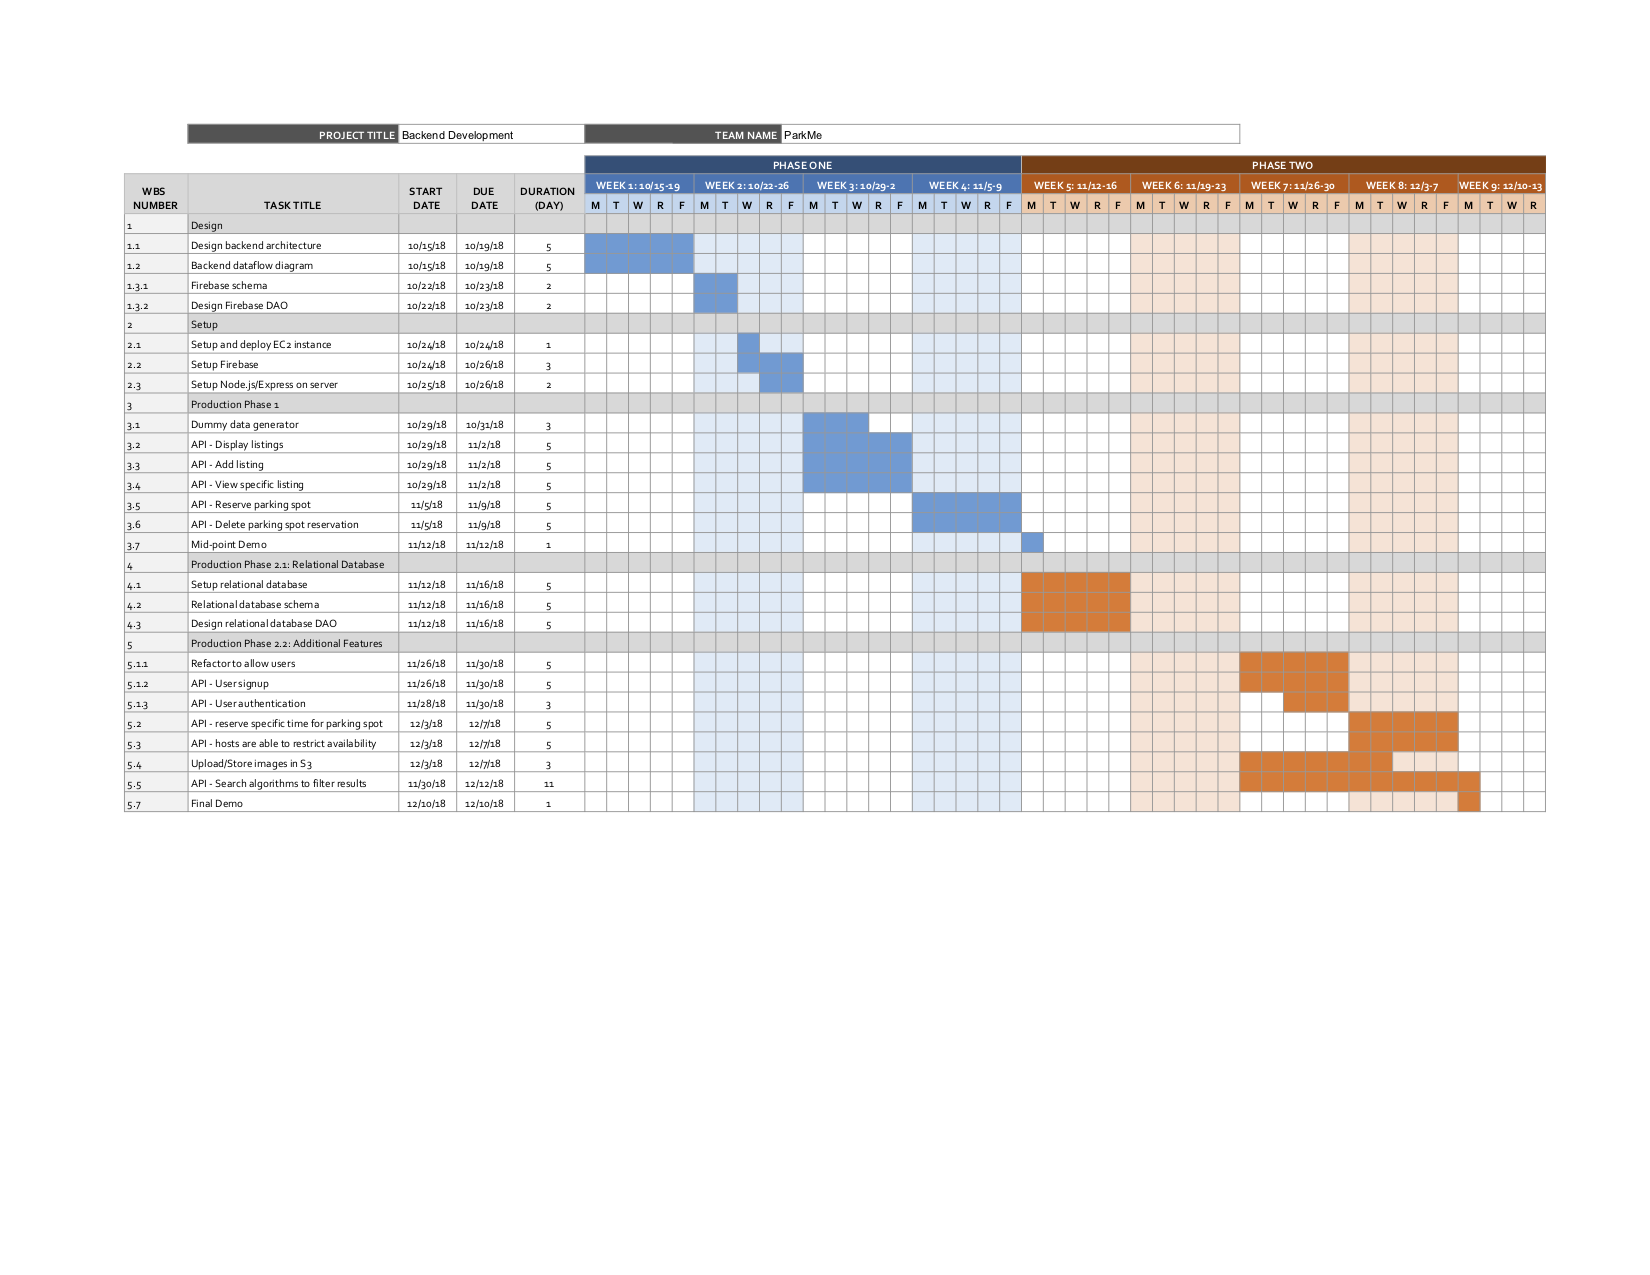 PROJECT TITLE Backend Development TEAM NAME ParkMe
PHASE ONE PHASE TWO
WBS NUMBER TASK TITLE START DATE DUE DATE DURATION (DAY) WEEK 1: 10/15-19 WEEK 2: 10/22-26 WEEK 3: 10/29-2 WEEK 4: 11/5-9 WEEK 5: 11/12-16 WEEK 6: 11/19-23 WEEK 7: 11/26-30 WEEK 8: 12/3-7 WEEK 9: 12/10-13
M T W R F M T W R F M T W R F M T W R F M T W R F M T W R F M T W R F M T W R F M T W R
1 Design
1.1 Design backend architecture 10/15/18 10/19/18 5
1.2 Backend dataflow diagram 10/15/18 10/19/18 5
1.3.1 Firebase schema 10/22/18 10/23/18 2
1.3.2 Design Firebase DAO 10/22/18 10/23/18 2
2 Setup
2.1 Setup and deploy EC2 instance 10/24/18 10/24/18 1
2.2 Setup Firebase 10/24/18 10/26/18 3
2.3 Setup Node.js/Express on server 10/25/18 10/26/18 2
3 Production Phase 1
3.1 Dummy data generator 10/29/18 10/31/18 3
3.2 API - Display listings 10/29/18 11/2/18 5
3.3 API - Add listing 10/29/18 11/2/18 5
3.4 API - View specific listing 10/29/18 11/2/18 5
3.5 API - Reserve parking spot 11/5/18 11/9/18 5
3.6 API - Delete parking spot reservation 11/5/18 11/9/18 5
3.7 Mid-point Demo 11/12/18 11/12/18 1
4 Production Phase 2.1: Relational Database
4.1 Setup relational database 11/12/18 11/16/18 5
4.2 Relational database schema 11/12/18 11/16/18 5
4.3 Design relational database DAO 11/12/18 11/16/18 5
5 Production Phase 2.2: Additional Features
5.1.1 Refactor to allow users 11/26/18 11/30/18 5
5.1.2 API - User signup 11/26/18 11/30/18 5
5.1.3 API - User authentication 11/28/18 11/30/18 3
5.2 API - reserve specific time for parking spot 12/3/18 12/7/18 5
5.3 API - hosts are able to restrict availability 12/3/18 12/7/18 5
5.4 Upload/Store images in S3 12/3/18 12/7/18 3
5.5 API - Search algorithms to filter results 11/30/18 12/12/18 11
5.7 Final Demo 12/10/18 12/10/18 1